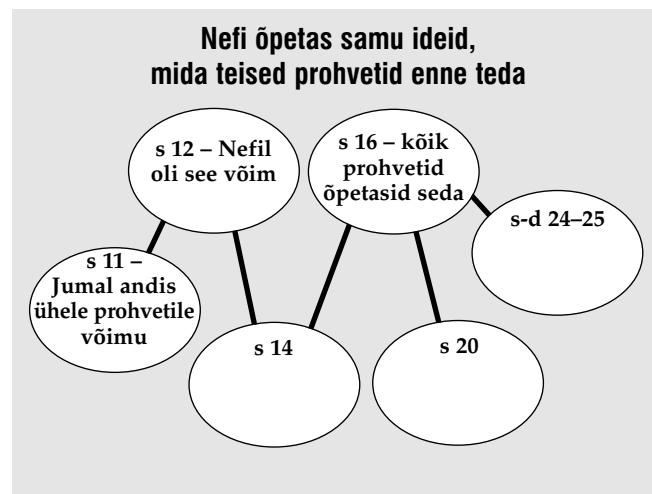 Nefi õpetas samu ideid,
mida teised prohvetid enne teda
s 12 – Nefil
oli see võim
s 16 – kõik
prohvetid
õpetasid seda
s-d 24–25
s 11 –
Jumal andis
ühele prohvetile
võimu
s 14
s 20